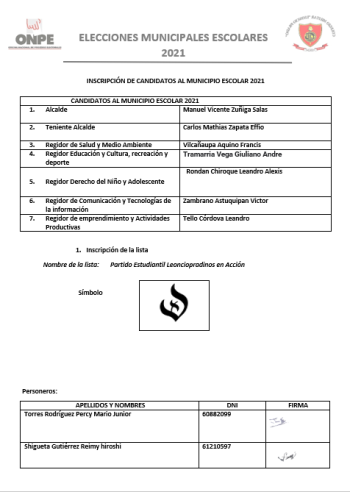 ONPE
ELECCIONES MUNICIPALES ESCOLARES
2021
INSCRIPCIÓN DE CANDIDATOS AL MUNICIPIO ESCOLAR 2021
CANDIDATOS AL MUNICIPIO ESCOLAR 2021
1. Alcalde Manuel Vicente Zuñiga Salas
2. Teniente Alcalde Carlos Mathias Zapata Effio
3. Regidor de Salud y Medio Ambiente Vilcañaupa Aquino Francis
4. Regidor Educación y Cultura, recreación y deporte Tramarria Vega Giuliano Andre
5. Regidor Derecho del Niño y Adolescente Rondan Chiroque Leandro Alexis
6. Regidor de Comunicación y Tecnologías de la información Zambrano Astuquipan Victor
7. Regidor de emprendimiento y Actividades Productivas Tello Córdova Leandro
1. Inscripción de la lista
Nombre de la lista: Partido Estudiantil Leonciopradinos en Acción
Símbolo
Personeros:
APELLIDOS Y NOMBRES DNI FIRMA
Torres Rodríguez Percy Mario Junior 60882099
Shigueta Gutiérrez Reimy hiroshi 61210597